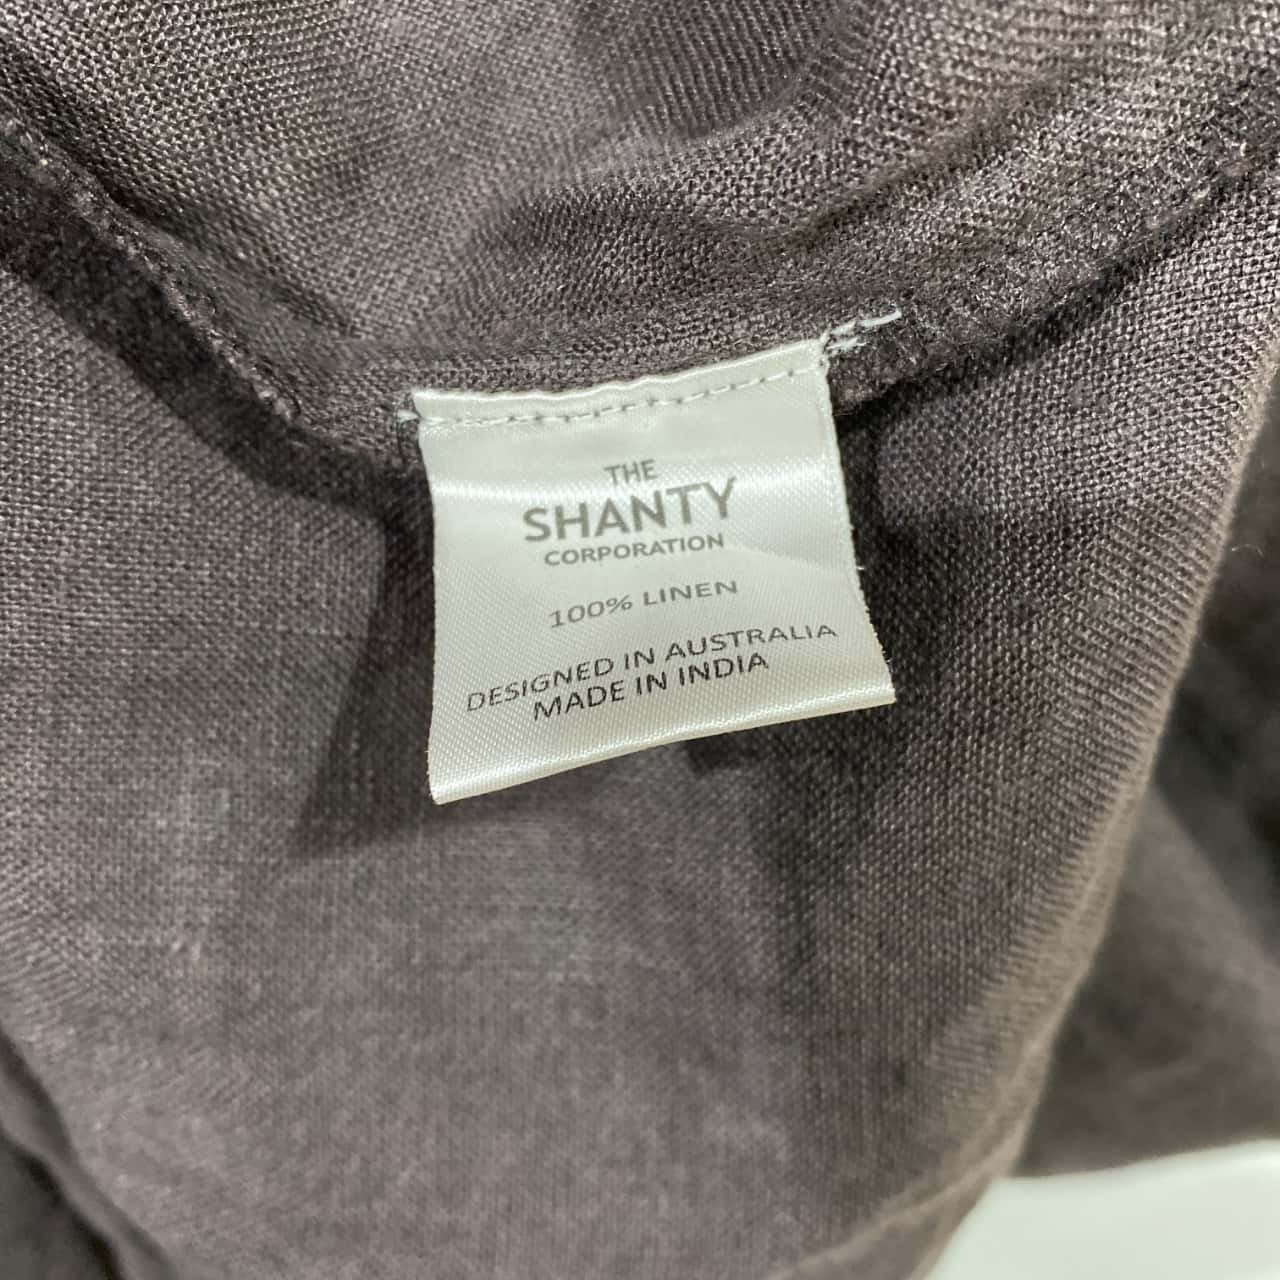 THE
SHANTY
CORPORATION
100% LINEN
DESIGNED IN AUSTRALIA
MADE IN INDIA